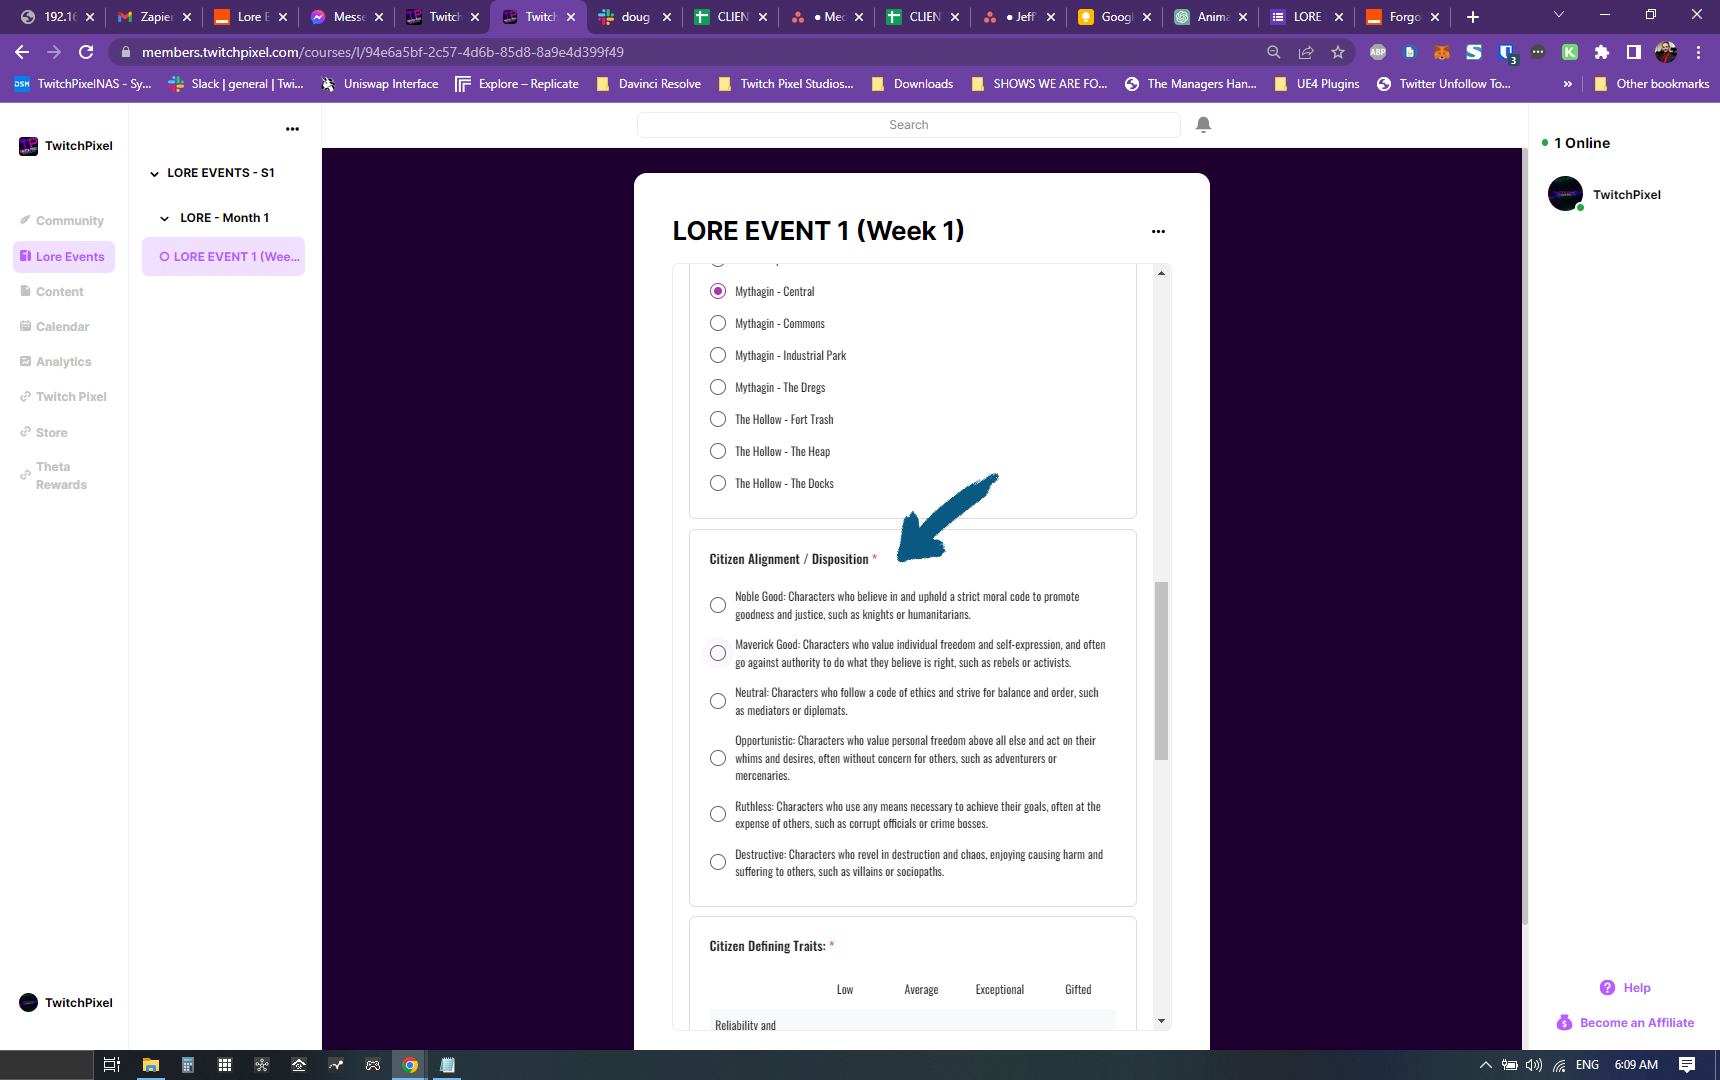 192.16
Zapier
Lore E
Messe
Twitch
Twitch
doug
CLIEN
Med
CLIEN
Jeff
Googl
Anima
LORE
Forgo
members.twitchpixel.com/courses/l/94e6a5bf-2c57-4d6b-85d8-8a9e4d399f49
ABP
3
DSM
TwitchPixelNAS - Sy...
Slack | general | Twi...
Uniswap Interface
Explore – Replicate
Davinci Resolve
Twitch Pixel Studios...
Downloads
SHOWS WE ARE FO...
The Managers Han...
UE4 Plugins
Twitter Unfollow To...
»
Other bookmarks
TwitchPixel
Community
Lore Events
Content
Calendar
Analytics
Twitch Pixel
Store
Theta
Rewards
TwitchPixel
LORE EVENTS - S1
LORE - Month 1
LORE EVENT 1 (Wee...
Search
LORE EVENT 1 (Week 1)
Mythagin - Central
Mythagin - Commons
Mythagin - Industrial Park
Mythagin - The Dregs
The Hollow - Fort Trash
The Hollow - The Heap
The Hollow - The Docks
Citizen Alignment / Disposition *
Noble Good: Characters who believe in and uphold a strict moral code to promote
goodness and justice, such as knights or humanitarians.
Maverick Good: Characters who value individual freedom and self-expression, and often
go against authority to do what they believe is right, such as rebels or activists.
Neutral: Characters who follow a code of ethics and strive for balance and order, such
as mediators or diplomats.
Opportunistic: Characters who value personal freedom above all else and act on their
whims and desires, often without concern for others, such as adventurers or
mercenaries.
Ruthless: Characters who use any means necessary to achieve their goals, often at the
expense of others, such as corrupt officials or crime bosses.
Destructive: Characters who revel in destruction and chaos, enjoying causing harm and
suffering to others, such as villains or sociopaths.
Citizen Defining Traits: *
Low Average Exceptional Gifted
Reliability and
1 Online
TwitchPixel
Help
Become an Affiliate
ENG
6:09 AM